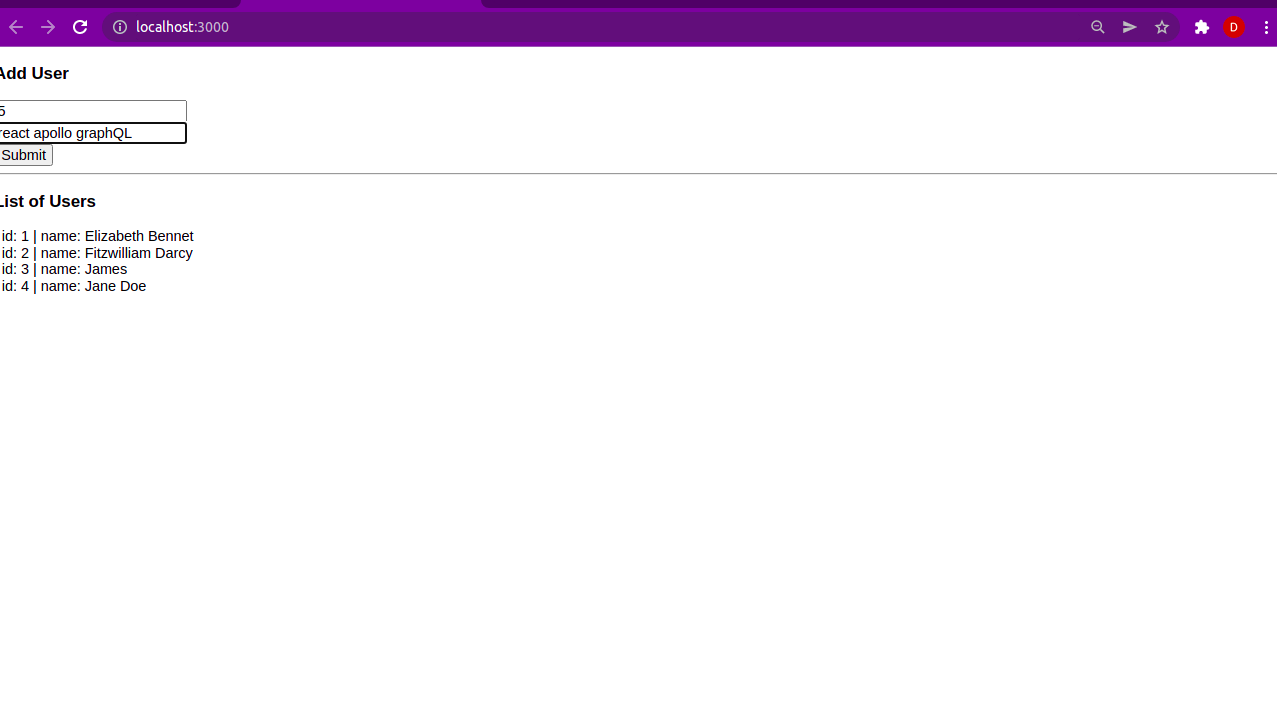 localhost:3000
D
Add User
5
react apollo graphQL
Submit
List of Users
id: 1 | name: Elizabeth Bennet
id: 2 | name: Fitzwilliam Darcy
id: 3 | name: James
id: 4 | name: Jane Doe